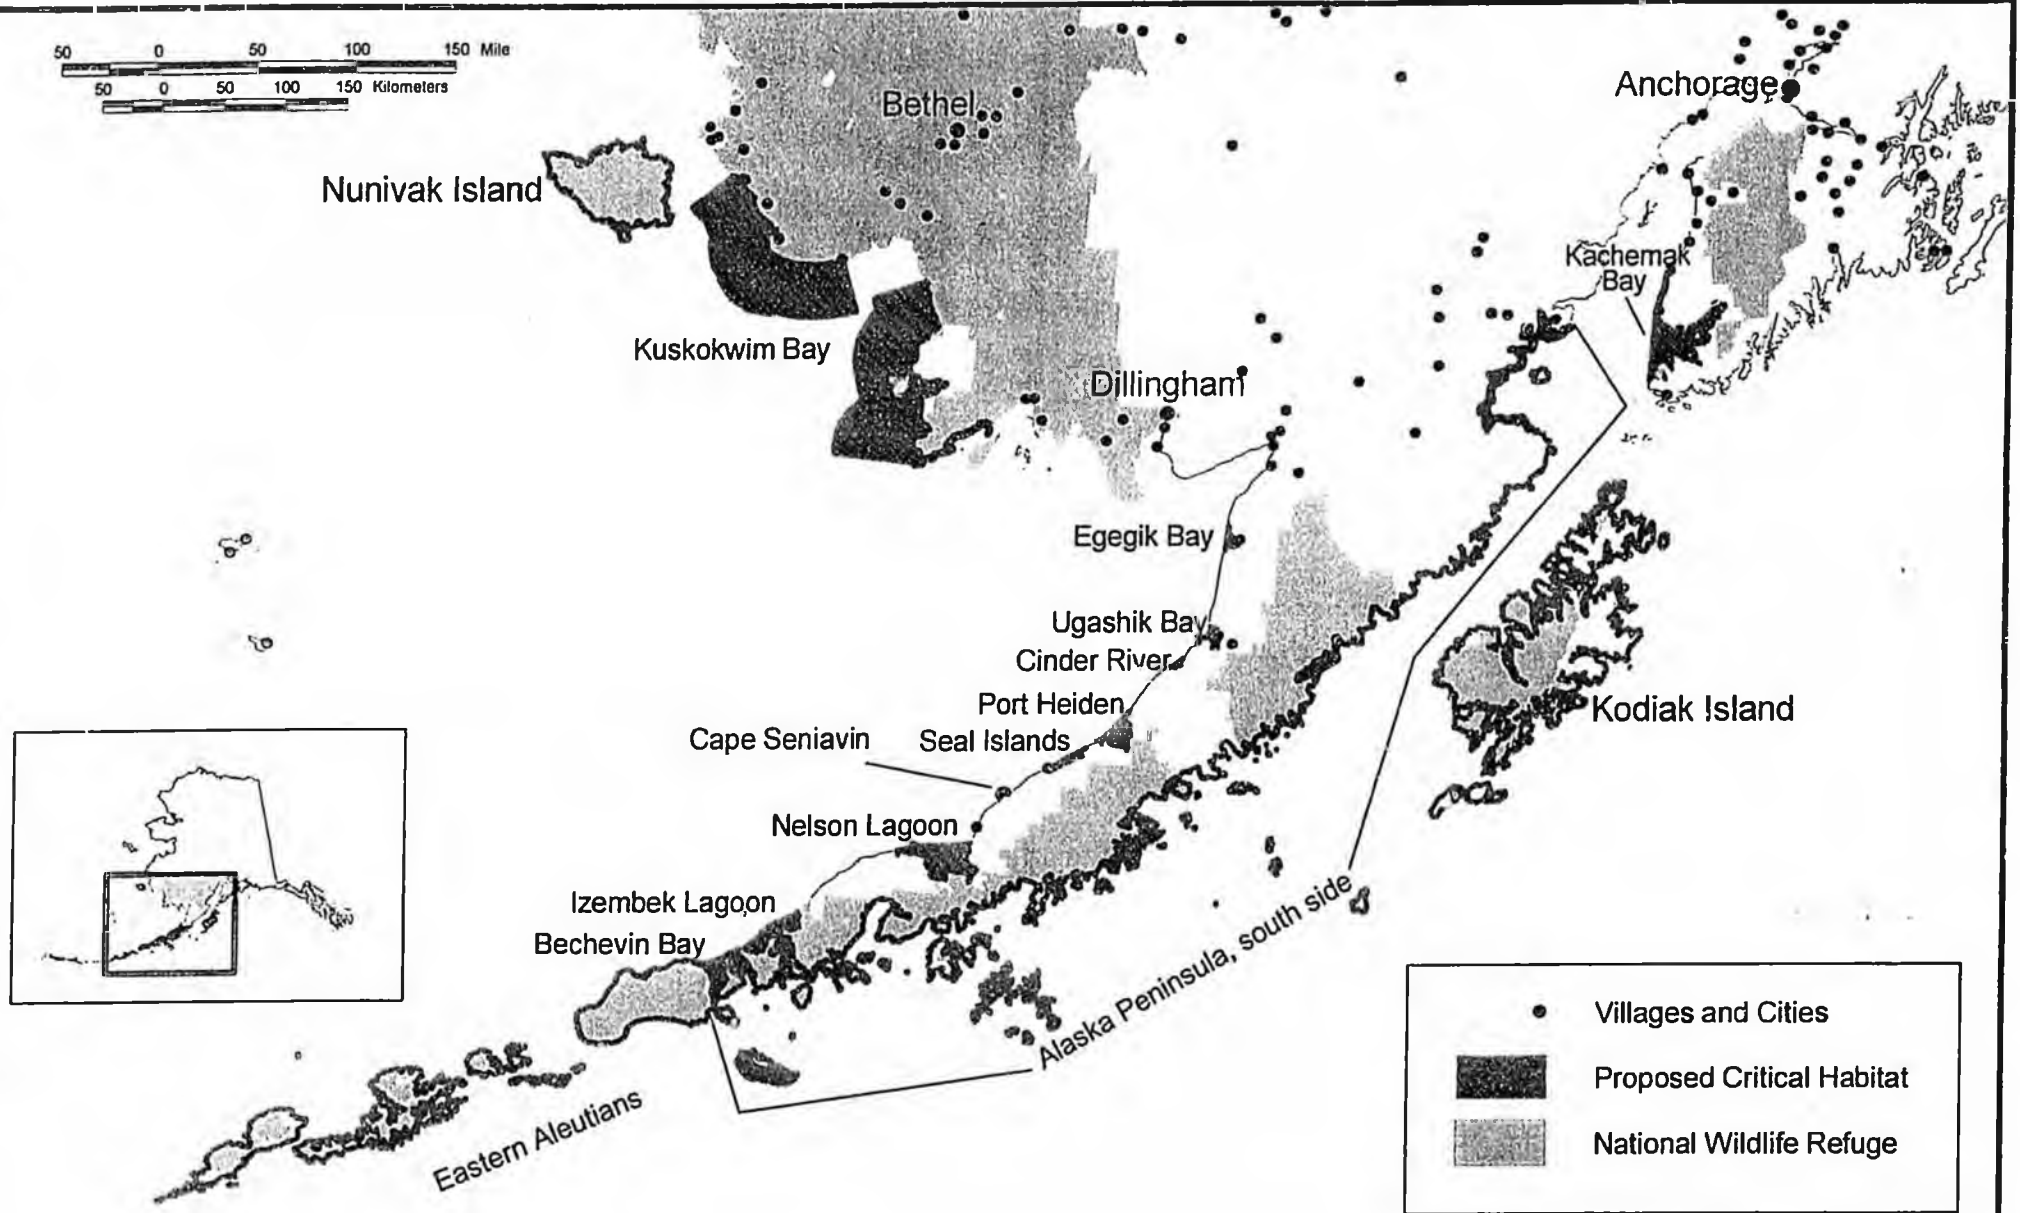 50 0 50 100 150 Mile
50 0 50 100 150 Kilometers
Anchorage
Bethel
Nunivak Island
Kachemak
Bay
Kuskokwim Bay
Dillingham
Egegik Bay
Ugashik Bay
Cinder River
Port Heiden
Kodiak Island
Cape Seniavin
Seal Islands
Nelson Lagoon
Izembek Lagoon
Bechevin Bay
Alaska Peninsula, south side
Eastern Aleutians
Villages and Cities
Proposed Critical Habitat
National Wildlife Refuge